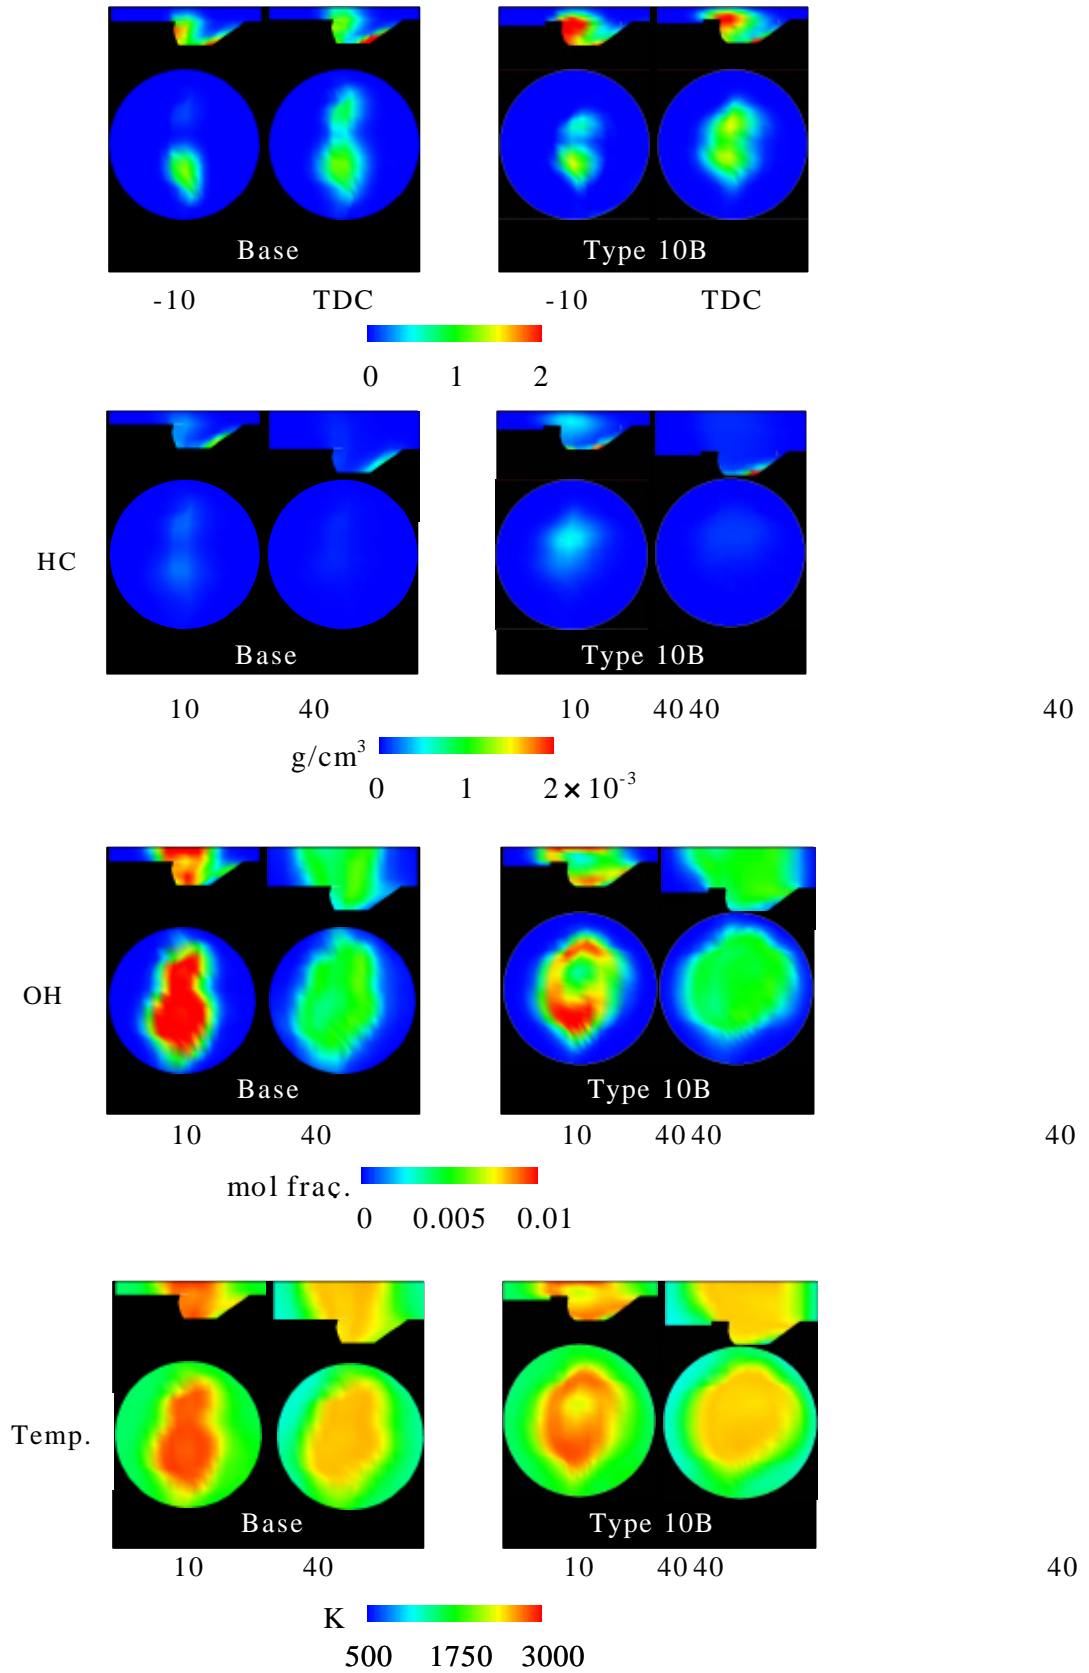 Base Type 10B
-10 TDC -10 TDC
0 1 2
HC
Base Type 10B
10 40 10 40 40 40
g/cm³
0 1 2×10⁻³
OH
Base Type 10B
10 40 10 40 40 40
mol frac.
0 0.005 0.01
Temp.
Base Type 10B
10 40 10 40 40 40
K
500 1750 3000